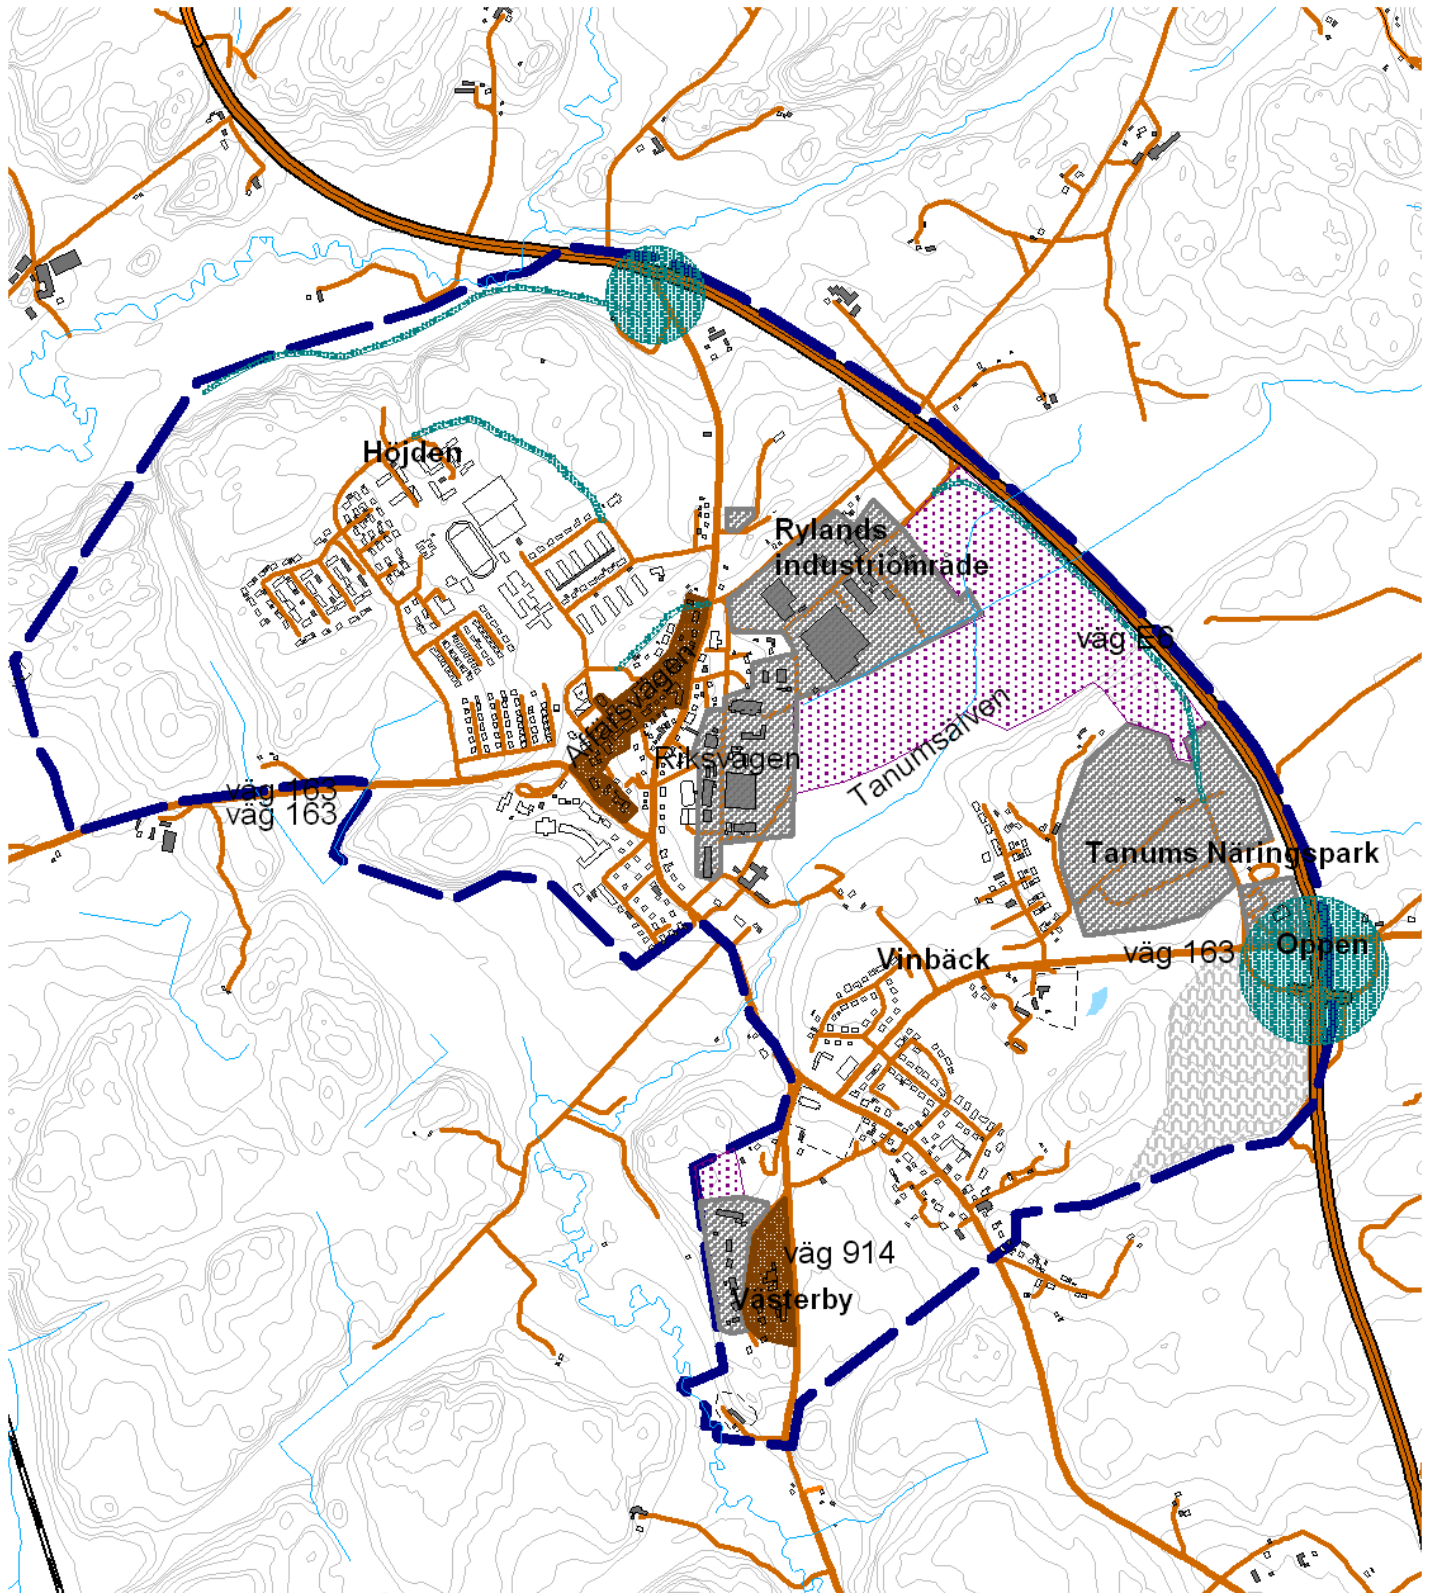 Höjden
Rylands
industriområde
väg E6
Affärsvägen
Tanumsälven
Riksvägen
väg 163
väg 163
Tanums Näringspark
Oppen
väg 163
Vinbäck
väg 914
Västerby